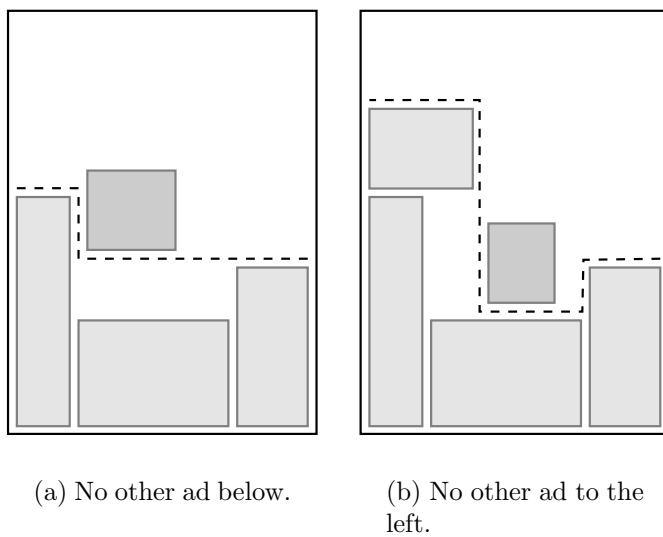 (a) No other ad below.
(b) No other ad to the
left.